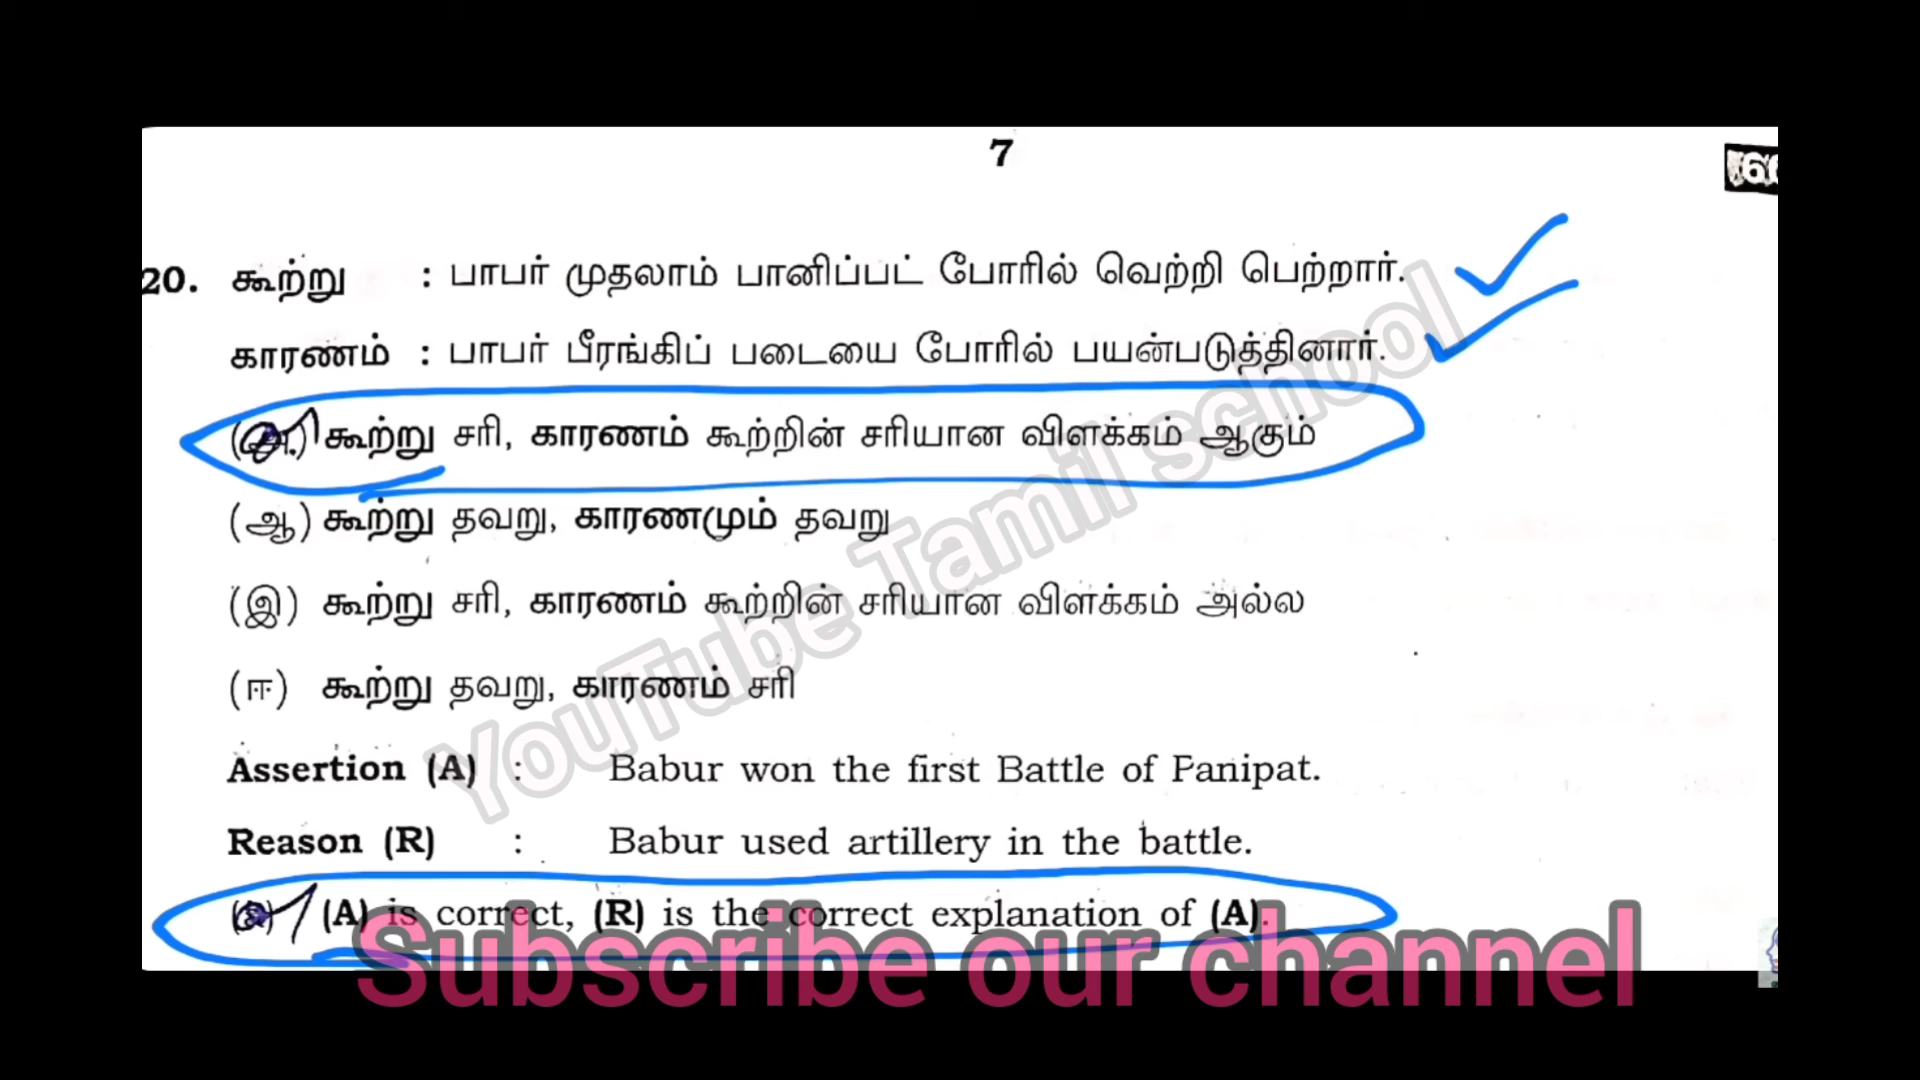 7
20. கூற்று : பாபர் முதலாம் பானிப்பட் போரில் வெற்றி பெற்றார்.
காரணம் : பாபர் பீரங்கிப் படையை போரில் பயன்படுத்தினார்.
(அ) கூற்று சரி, காரணம் கூற்றின் சரியான விளக்கம் ஆகும்
(ஆ) கூற்று தவறு, காரணமும் தவறு
(இ) கூற்று சரி, காரணம் கூற்றின் சரியான விளக்கம் அல்ல
(ஈ) கூற்று தவறு, காரணம் சரி
YouTube Tamil school
Assertion (A) : Babur won the first Battle of Panipat.
Reason (R) : Babur used artillery in the battle.
(A) is correct, (R) is the correct explanation of (A).
Subscribe our channel